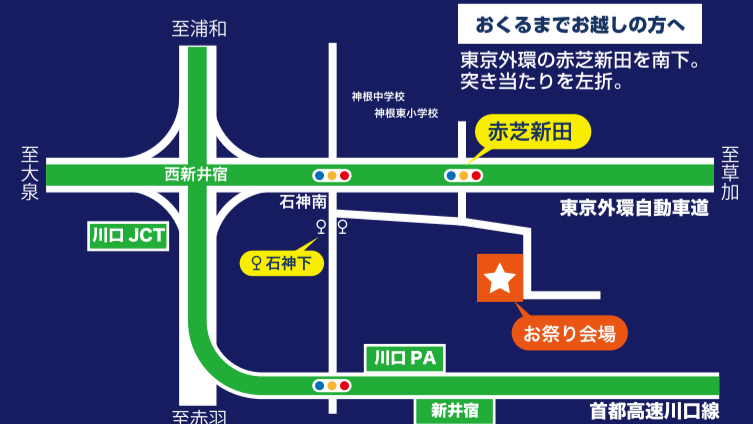 至浦和
おくるまでお越しの方へ
東京外環の赤芝新田を南下。
突き当たりを左折。
神根中学校
神根東小学校
赤芝新田
至大泉
西新井宿
至草加
石神南
東京外環自動車道
川口 JCT
石神下
お祭り会場
川口 PA
新井宿
首都高速川口線
至赤羽